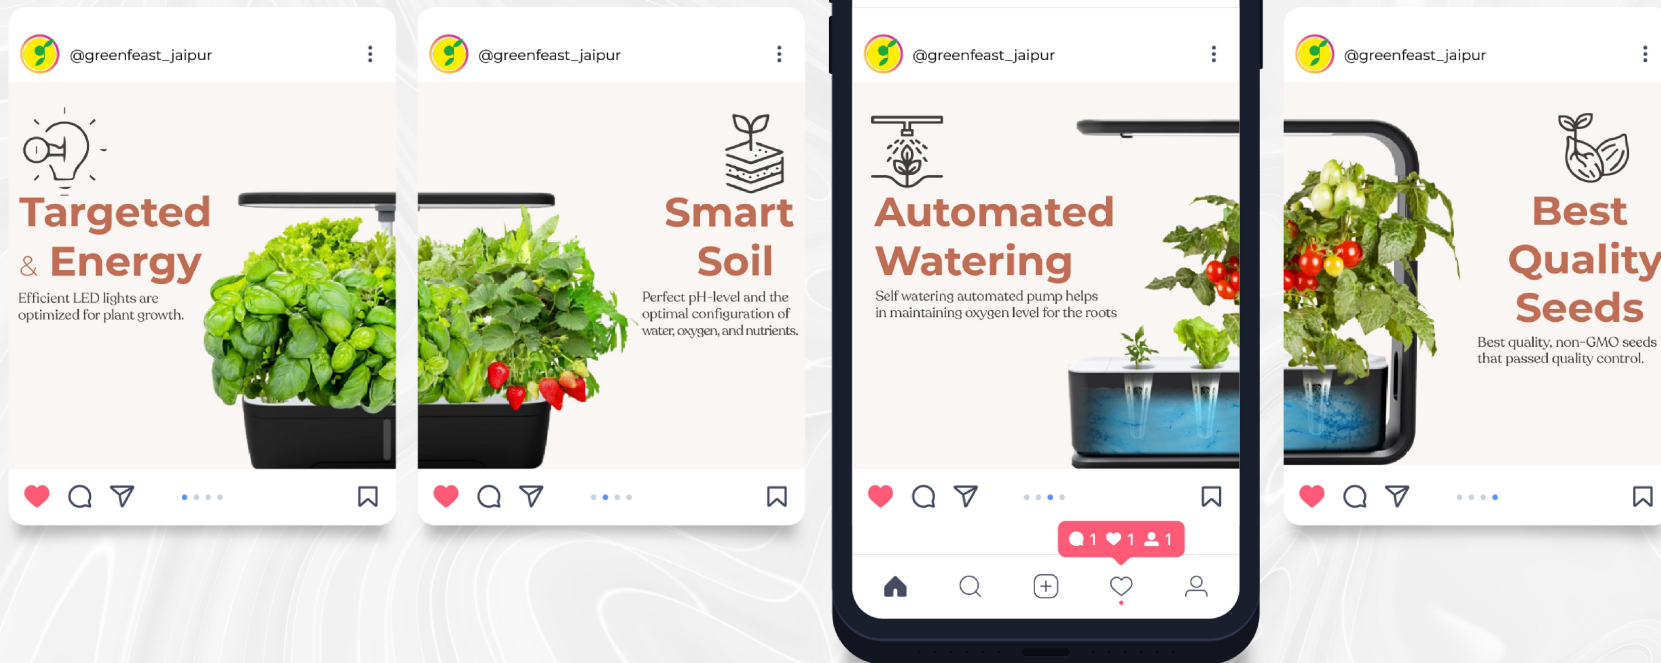 @greenfeast_jaipur
Targeted
& Energy
Efficient LED lights are
optimized for plant growth.
@greenfeast_jaipur
Smart
Soil
Perfect pH-level and the
optimal configuration of
water, oxygen, and nutrients.
@greenfeast_jaipur
Automated
Watering
Self watering automated pump helps
in maintaining oxygen level for the roots
1 1 1
@greenfeast_jaipur
Best
Quality
Seeds
Best quality, non-GMO seeds
that passed quality control.